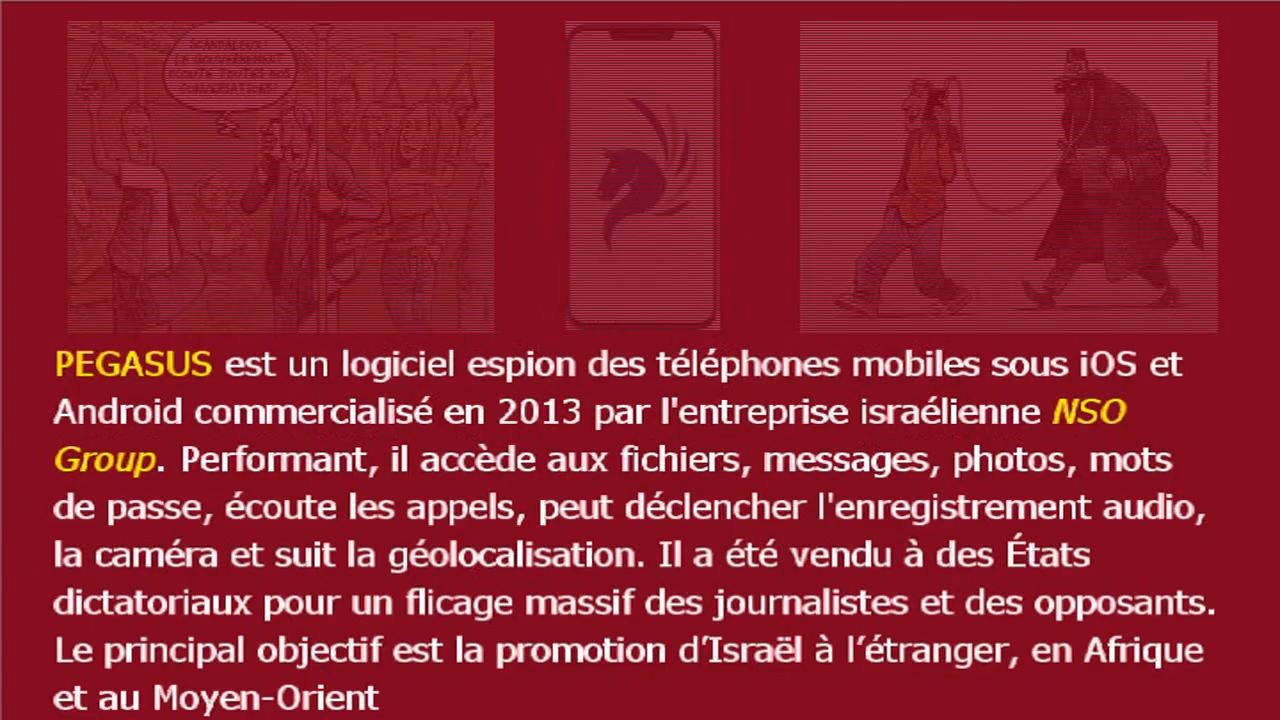 PEGASUS est un logiciel espion des téléphones mobiles sous iOS et
Android commercialisé en 2013 par l'entreprise israélienne NSO
Group. Performant, il accède aux fichiers, messages, photos, mots
de passe, écoute les appels, peut déclencher l'enregistrement audio,
la caméra et suit la géolocalisation. Il a été vendu à des États
dictatoriaux pour un flicage massif des journalistes et des opposants.
Le principal objectif est la promotion d’Israël à l’étranger, en Afrique
et au Moyen-Orient